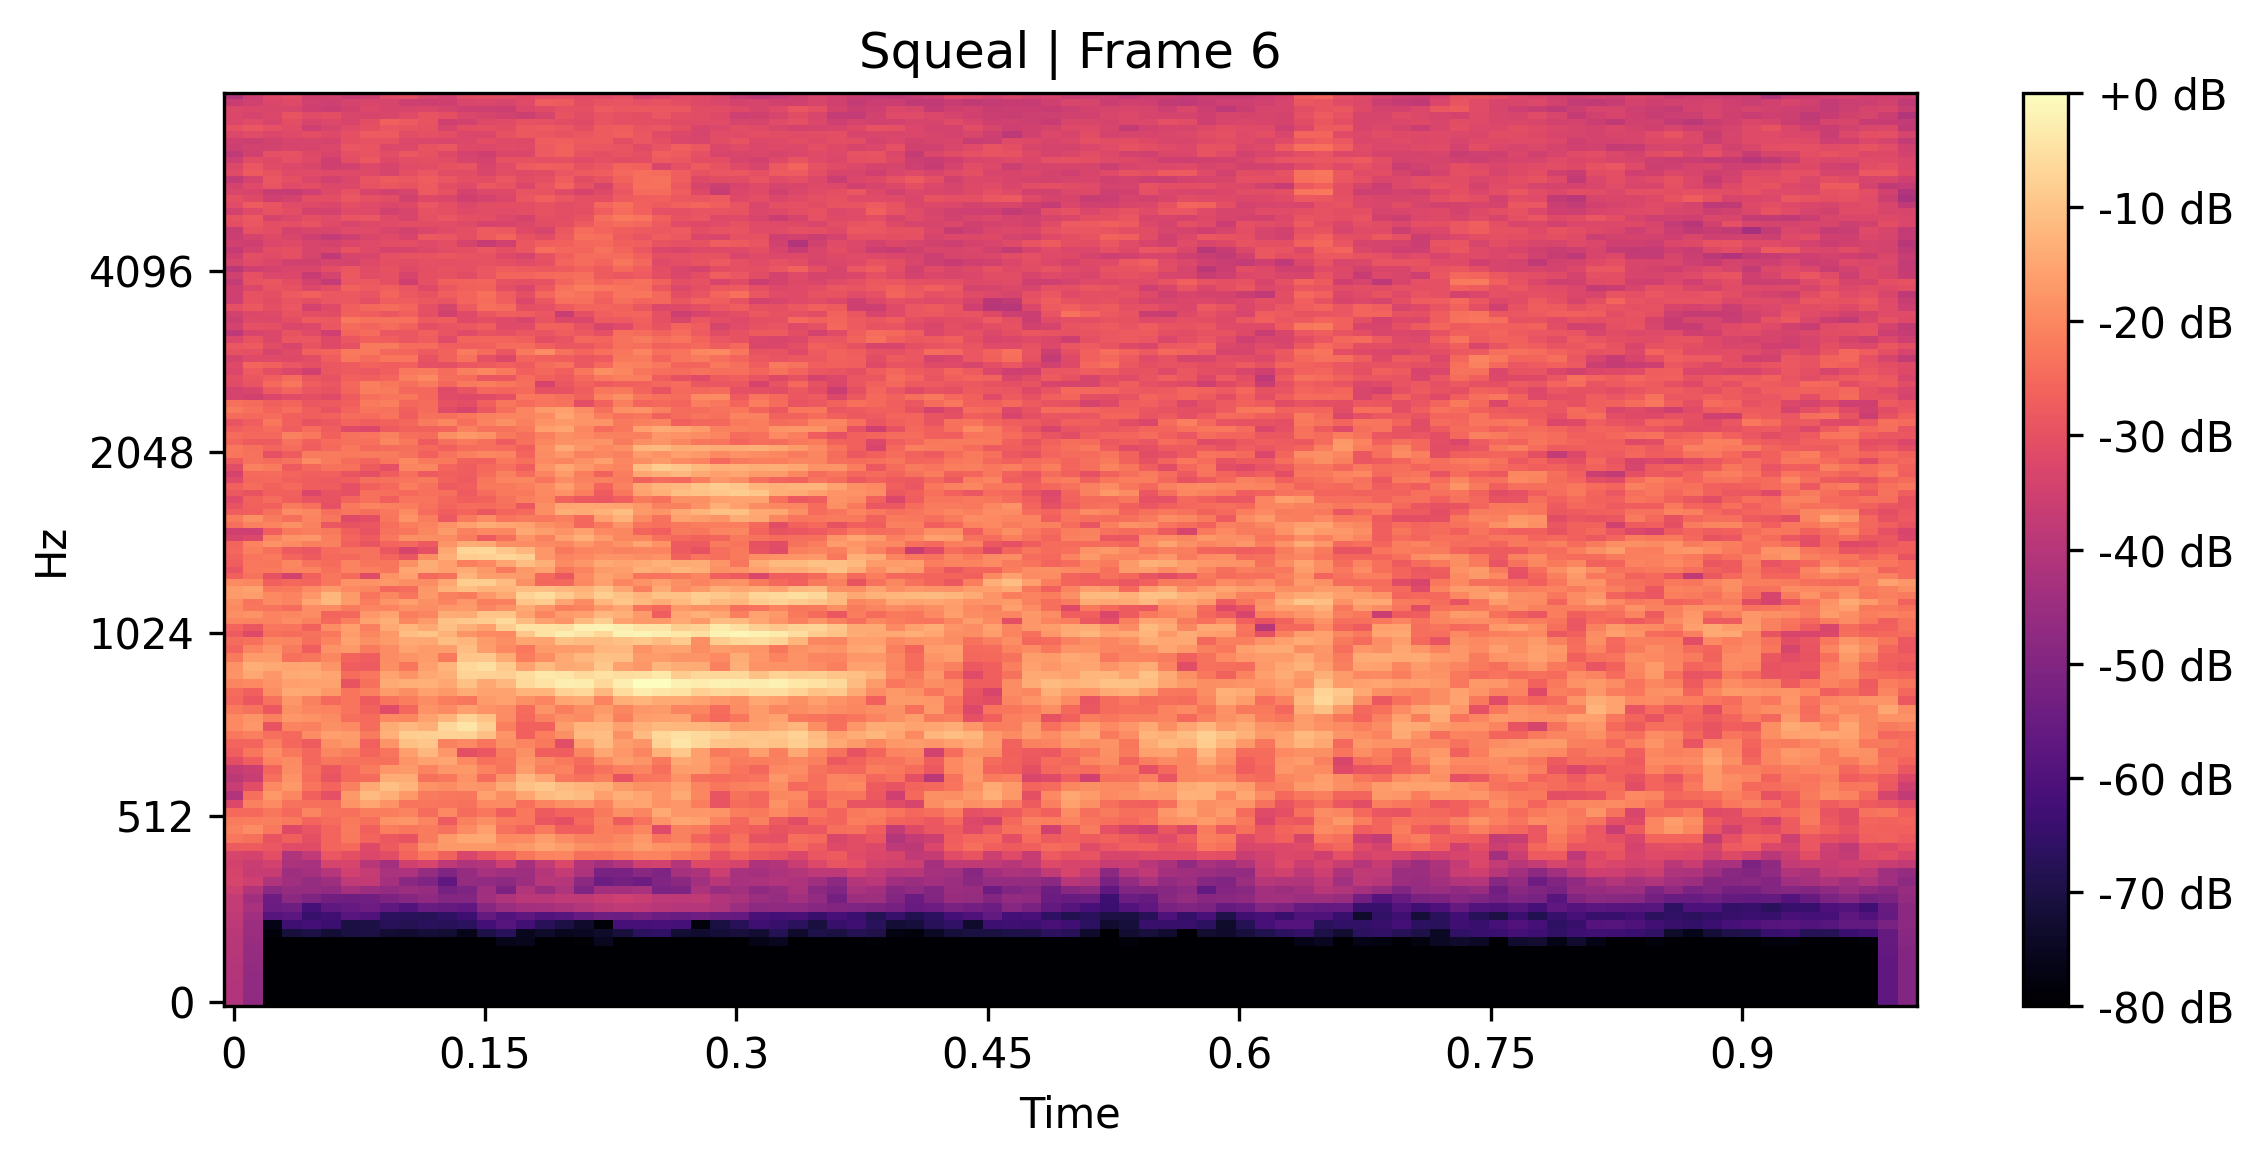 Squeal | Frame 6
Hz
4096
2048
1024
512
0
0
0.15
0.3
0.45
0.6
0.75
0.9
Time
+0 dB
-10 dB
-20 dB
-30 dB
-40 dB
-50 dB
-60 dB
-70 dB
-80 dB